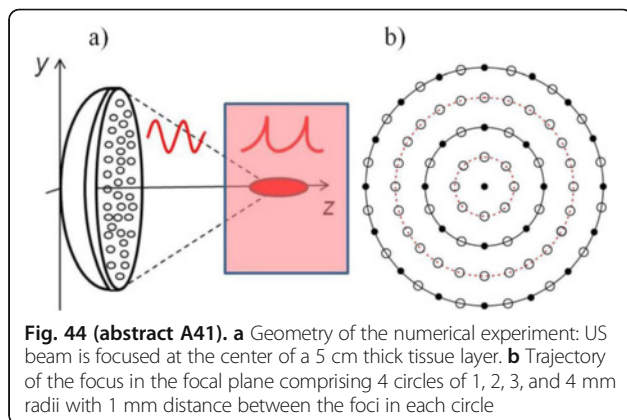 a)
b)
y
z
Fig. 44 (abstract A41). a Geometry of the numerical experiment: US
beam is focused at the center of a 5 cm thick tissue layer. b Trajectory
of the focus in the focal plane comprising 4 circles of 1, 2, 3, and 4 mm
radii with 1 mm distance between the foci in each circle